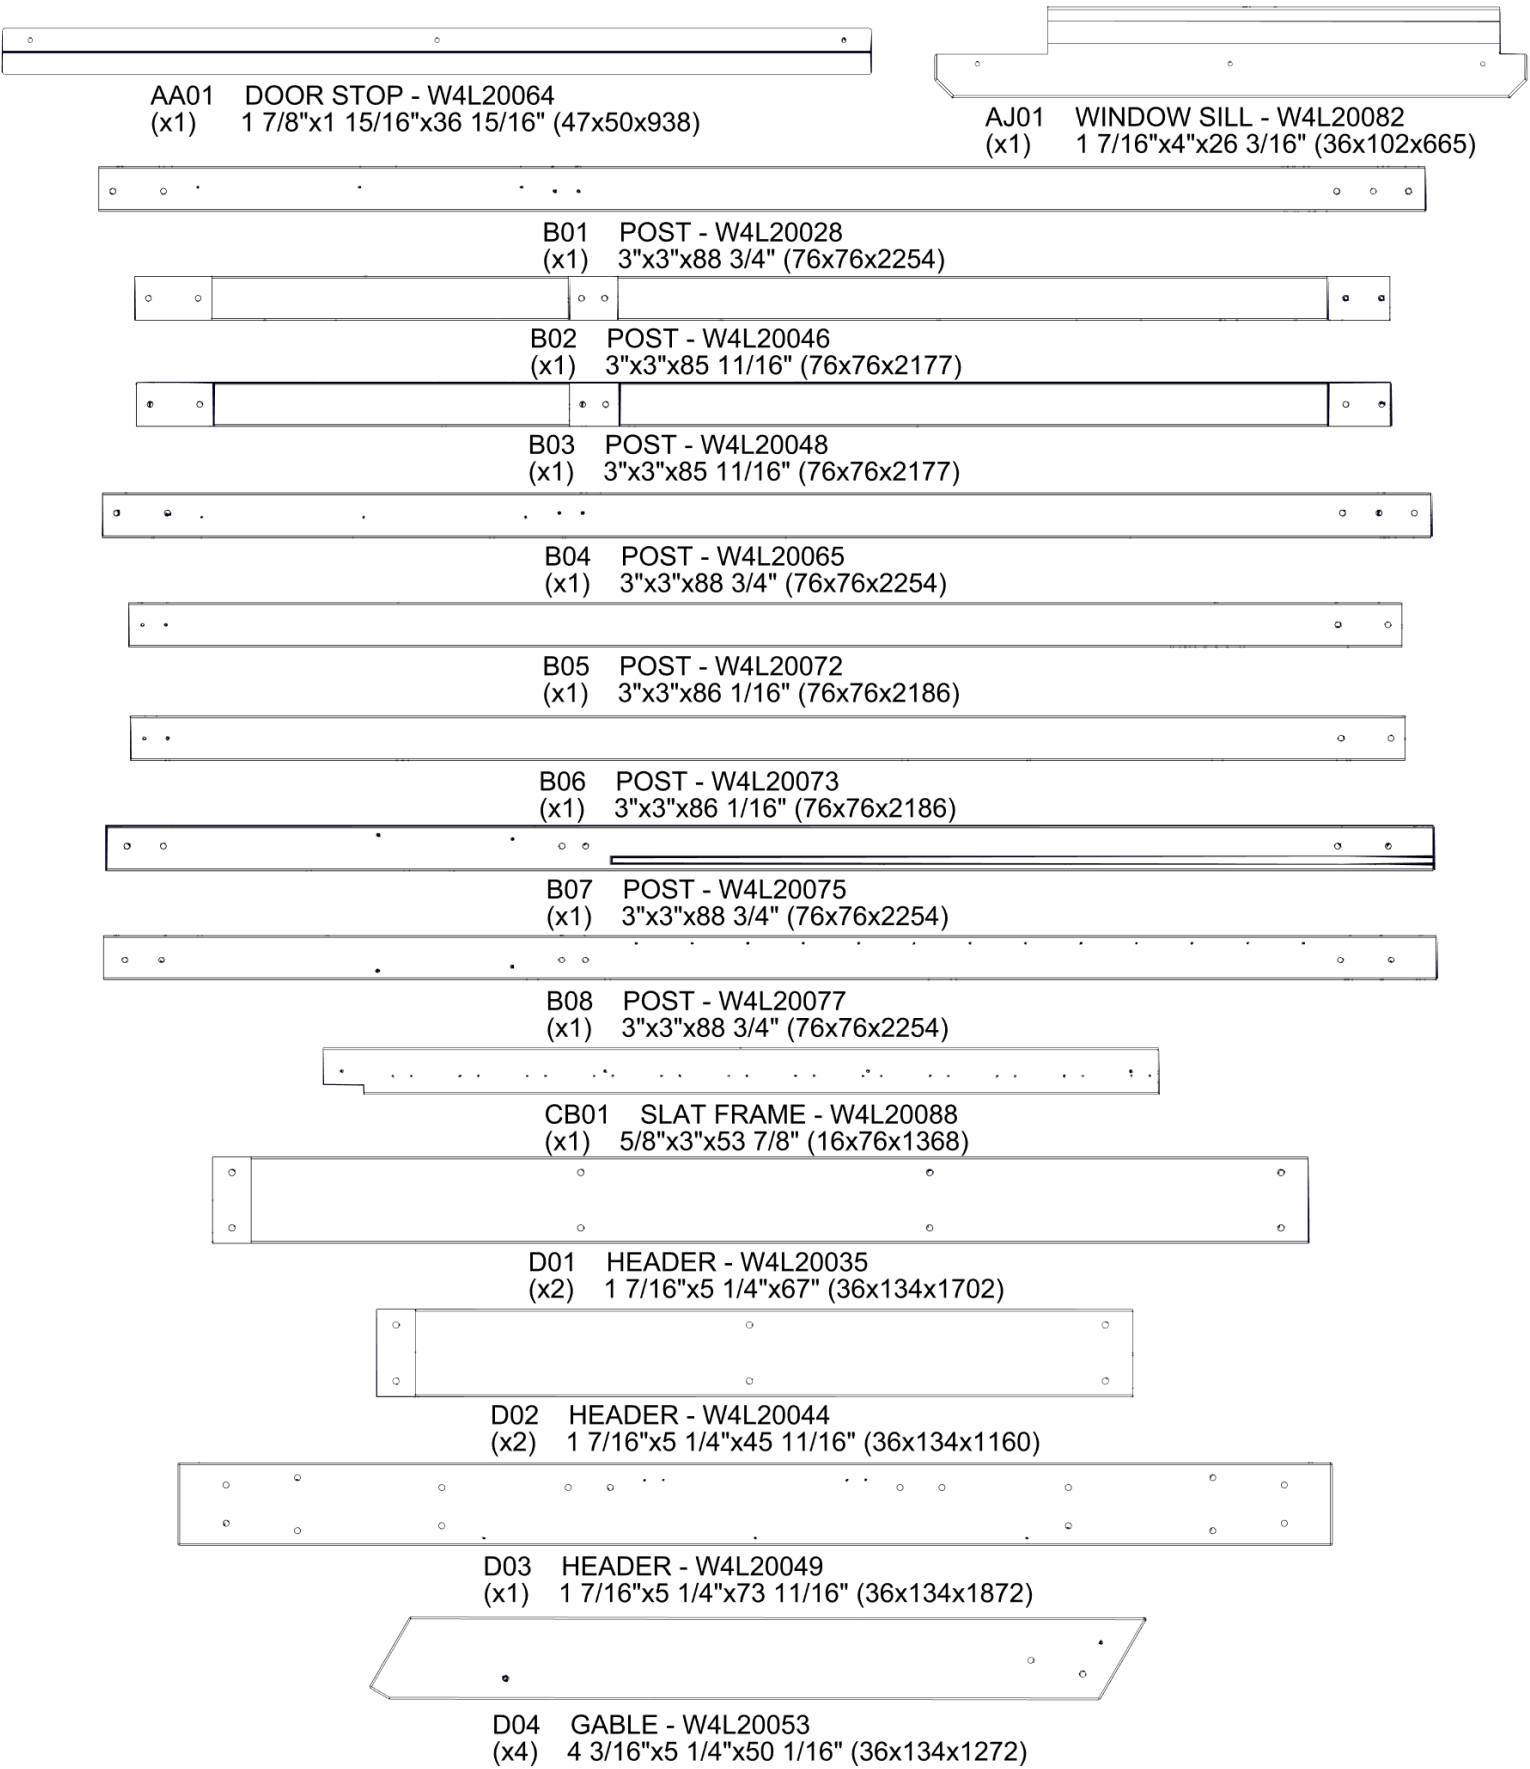 AA01 DOOR STOP - W4L20064
(x1) 1 7/8"x1 15/16"x36 15/16" (47x50x938)
AJ01 WINDOW SILL - W4L20082
(x1) 1 7/16"x4"x26 3/16" (36x102x665)
B01 POST - W4L20028
(x1) 3"x3"x88 3/4" (76x76x2254)
B02 POST - W4L20046
(x1) 3"x3"x85 11/16" (76x76x2177)
B03 POST - W4L20048
(x1) 3"x3"x85 11/16" (76x76x2177)
B04 POST - W4L20065
(x1) 3"x3"x88 3/4" (76x76x2254)
B05 POST - W4L20072
(x1) 3"x3"x86 1/16" (76x76x2186)
B06 POST - W4L20073
(x1) 3"x3"x86 1/16" (76x76x2186)
B07 POST - W4L20075
(x1) 3"x3"x88 3/4" (76x76x2254)
B08 POST - W4L20077
(x1) 3"x3"x88 3/4" (76x76x2254)
CB01 SLAT FRAME - W4L20088
(x1) 5/8"x3"x53 7/8" (16x76x1368)
D01 HEADER - W4L20035
(x2) 1 7/16"x5 1/4"x67" (36x134x1702)
D02 HEADER - W4L20044
(x2) 1 7/16"x5 1/4"x45 11/16" (36x134x1160)
D03 HEADER - W4L20049
(x1) 1 7/16"x5 1/4"x73 11/16" (36x134x1872)
D04 GABLE - W4L20053
(x4) 4 3/16"x5 1/4"x50 1/16" (36x134x1272)